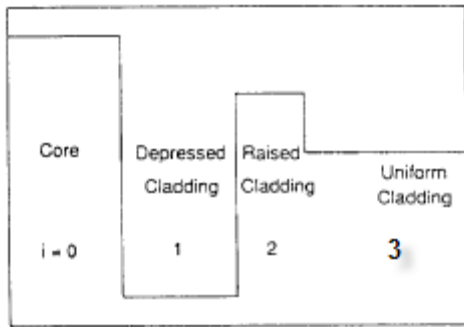 Core
Depressed
Cladding
Raised
Cladding
Uniform
Cladding
i = 0
1
2
3